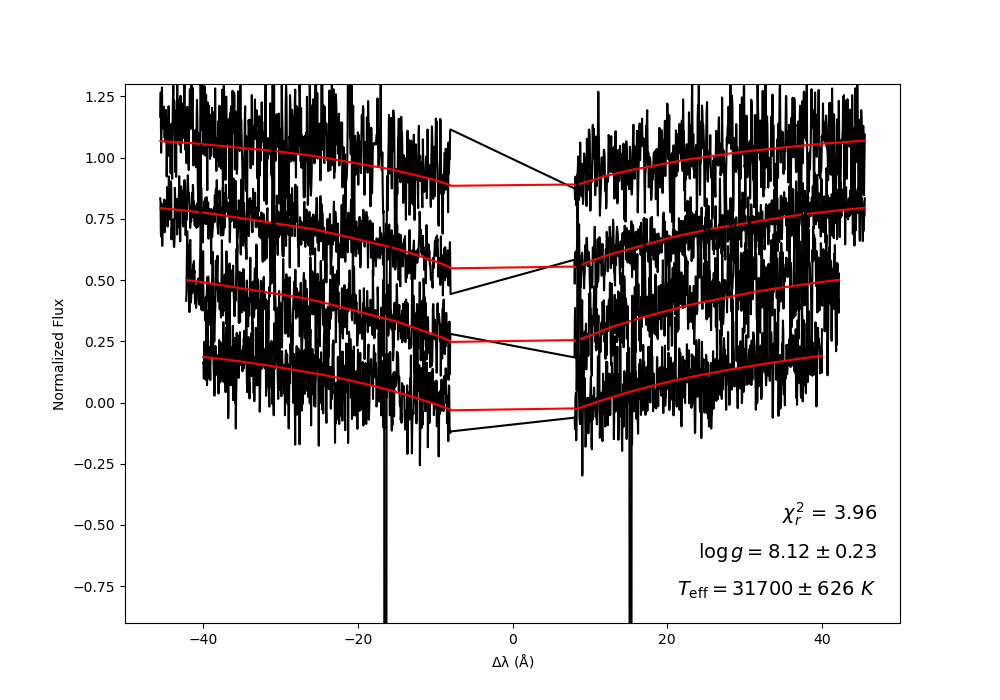 1.25
1.00
0.75
0.50
0.25
0.00
−0.25
−0.50
−0.75
Normalized Flux
χ²ᵣ = 3.96
log g = 8.12 ± 0.23
T_eff = 31700 ± 626 K
−40 −20 0 20 40
Δλ (Å)